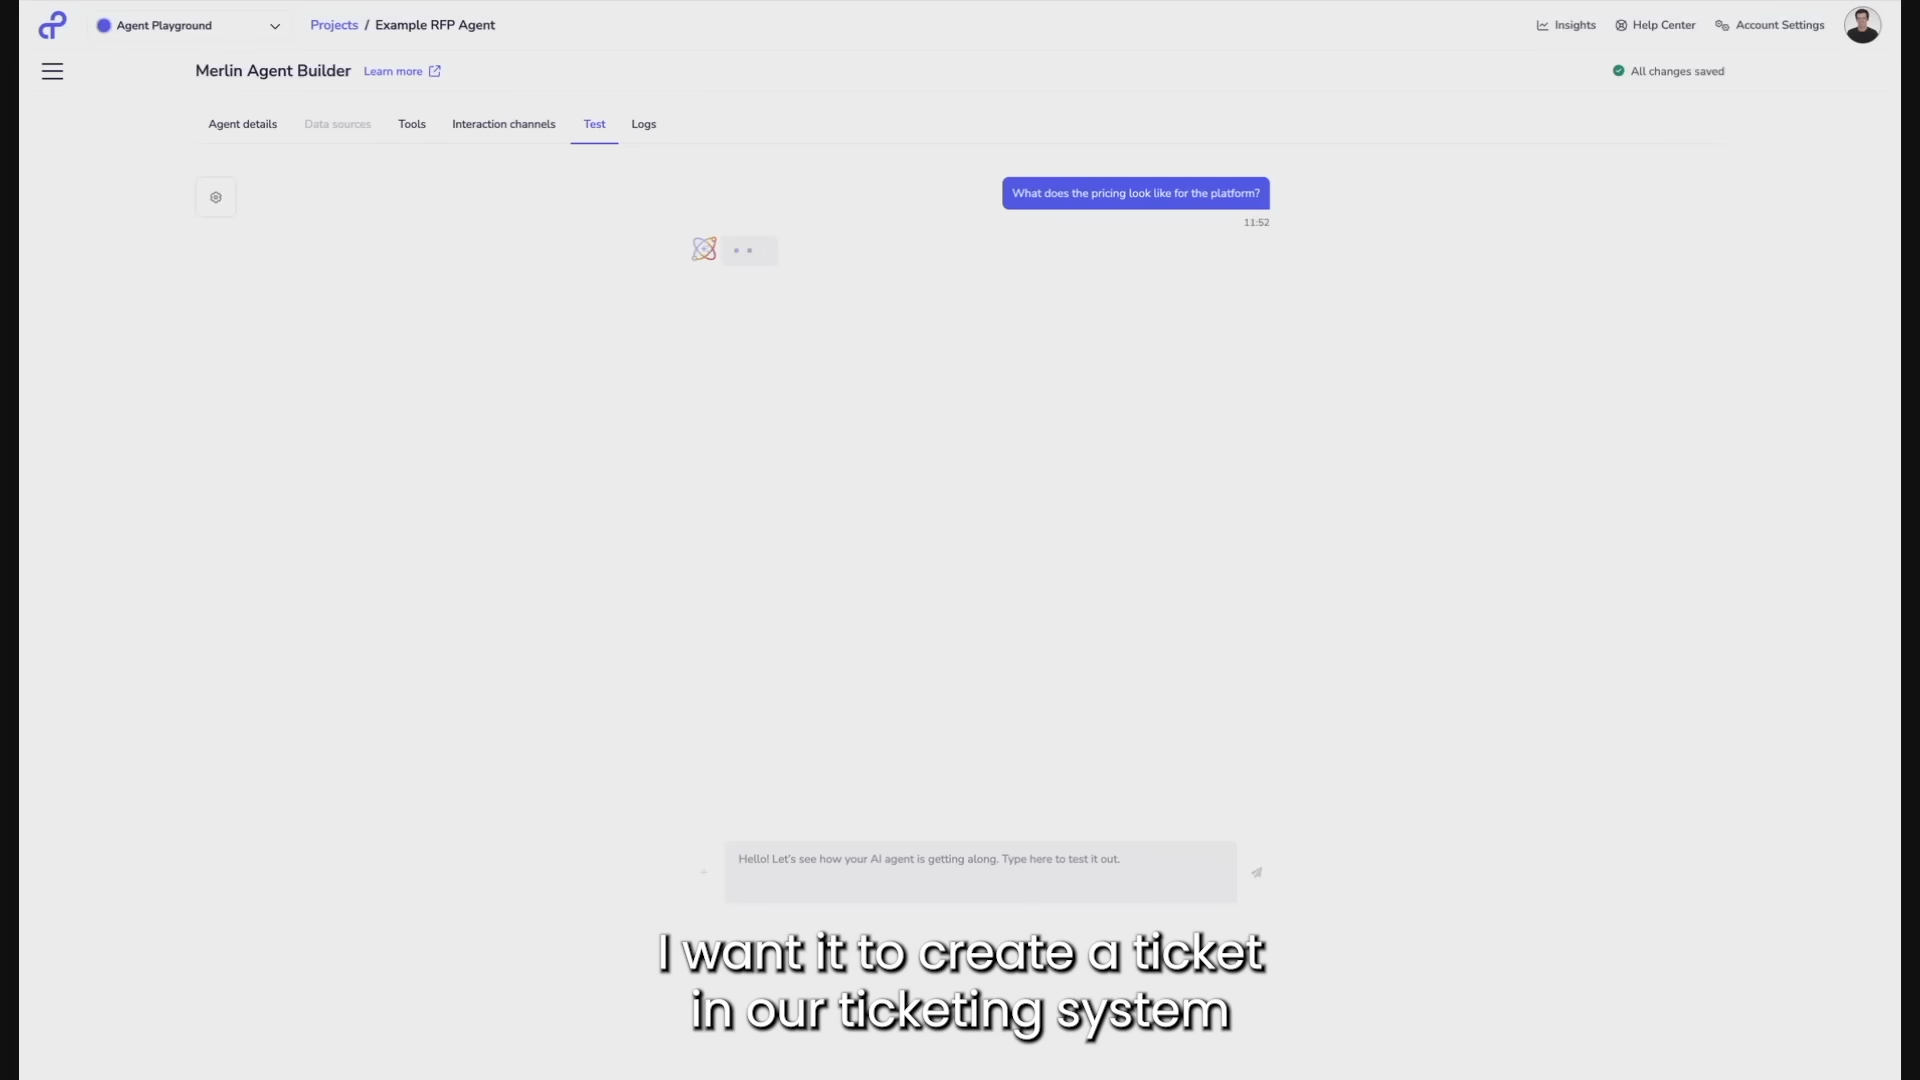 Agent Playground
Projects / Example RFP Agent
Insights
Help Center
Account Settings
Merlin Agent Builder
Learn more
All changes saved
Agent details
Data sources
Tools
Interaction channels
Test
Logs
What does the pricing look like for the platform?
11:52
Hello! Let's see how your AI agent is getting along. Type here to test it out.
I want it to create a ticket
in our ticketing system